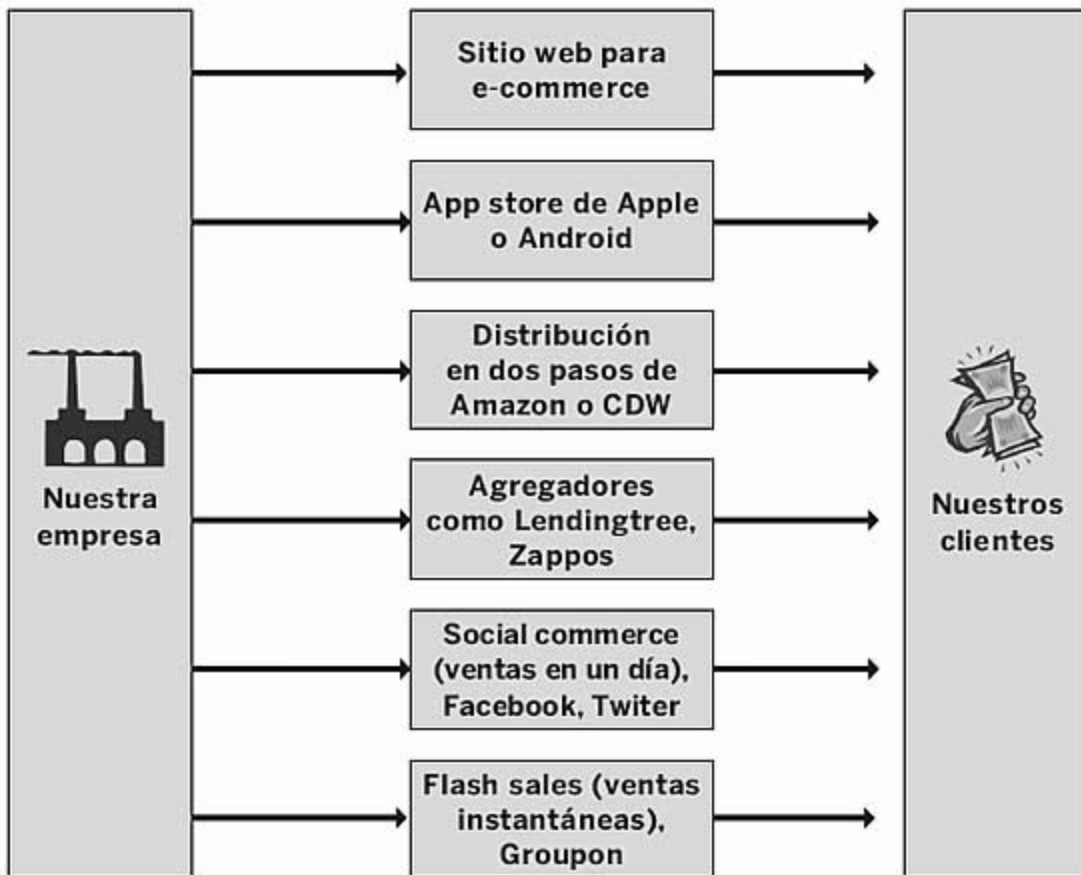 Sitio web para
e-commerce
App store de Apple
o Android
Distribución
en dos pasos de
Amazon o CDW
Nuestra
empresa
Agregadores
como Lendingtree,
Zappos
Nuestros
clientes
Social commerce
(ventas en un día),
Facebook, Twiter
Flash sales (ventas
instantáneas),
Groupon